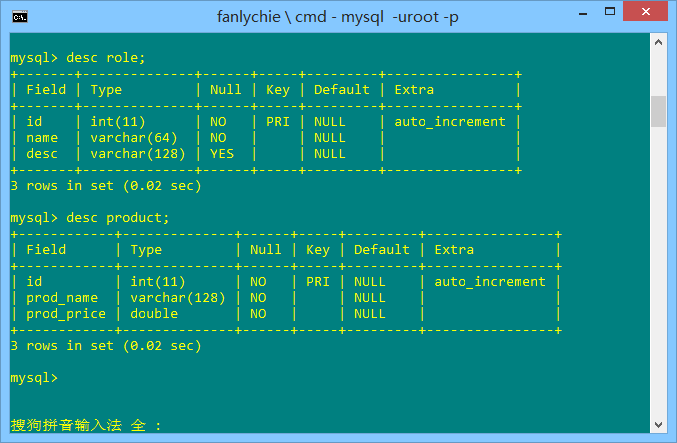 fanlychie \ cmd - mysql  -uroot -p
mysql> desc role;
+-------+--------------+------+-----+---------+----------------+
| Field | Type         | Null | Key | Default | Extra          |
+-------+--------------+------+-----+---------+----------------+
| id    | int(11)      | NO   | PRI | NULL    | auto_increment |
| name  | varchar(64)  | NO   |     | NULL    |                |
| desc  | varchar(128) | YES  |     | NULL    |                |
+-------+--------------+------+-----+---------+----------------+
3 rows in set (0.02 sec)
mysql> desc product;
+------------+--------------+------+-----+---------+----------------+
| Field      | Type         | Null | Key | Default | Extra          |
+------------+--------------+------+-----+---------+----------------+
| id         | int(11)      | NO   | PRI | NULL    | auto_increment |
| prod_name  | varchar(128) | NO   |     | NULL    |                |
| prod_price | double       | NO   |     | NULL    |                |
+------------+--------------+------+-----+---------+----------------+
3 rows in set (0.02 sec)
mysql>
搜狗拼音输入法 全 :